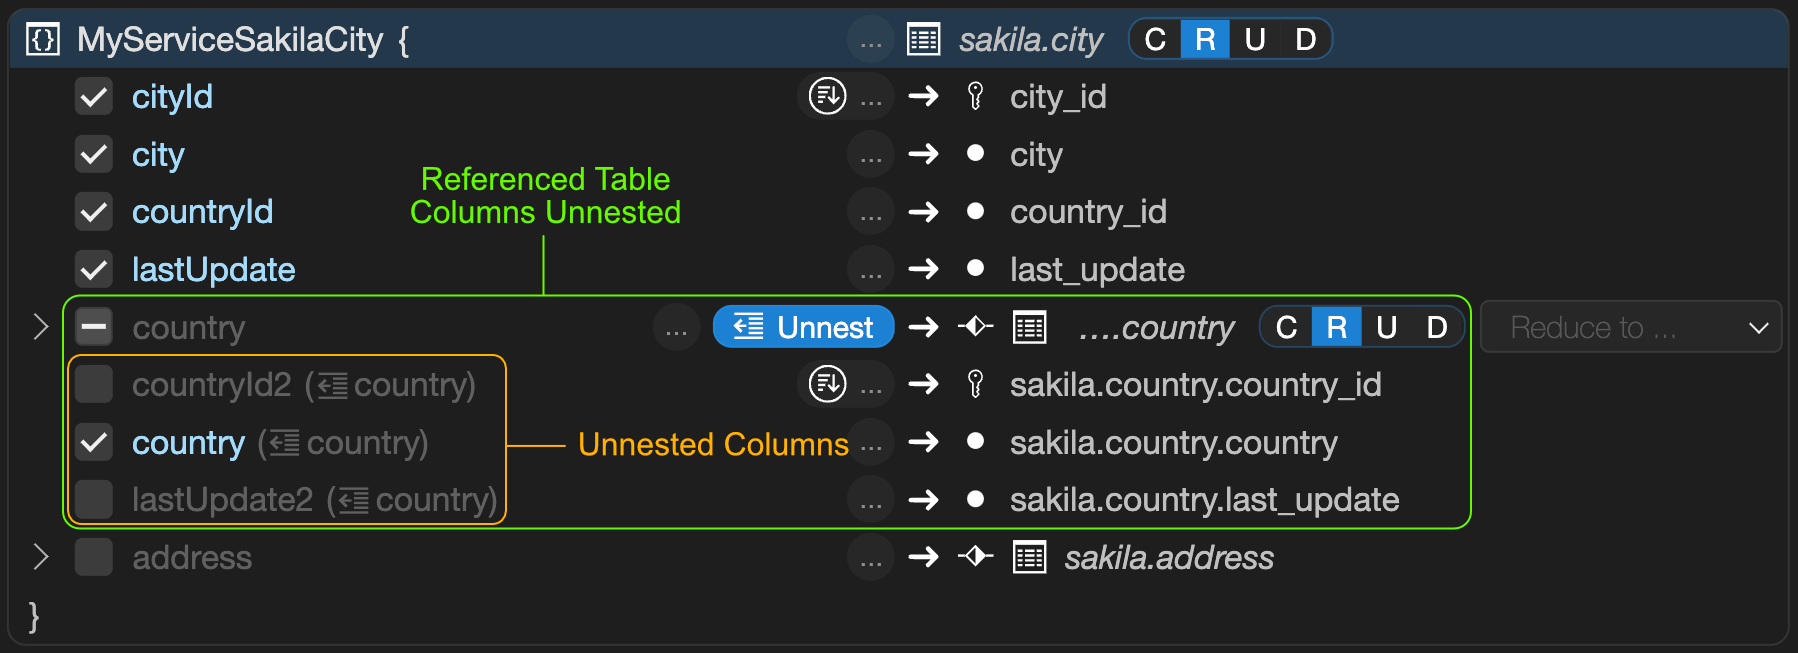 {} MyServiceSakilaCity { ... sakila.city C R U D
cityId ... city_id
city ... city
Referenced Table
Columns Unnested
countryId ... country_id
lastUpdate ... last_update
country ... Unnest ....country C R U D Reduce to ...
countryId2 (country) ... sakila.country.country_id
country (country) Unnested Columns ... sakila.country.country
lastUpdate2 (country) ... sakila.country.last_update
address ... sakila.address
}